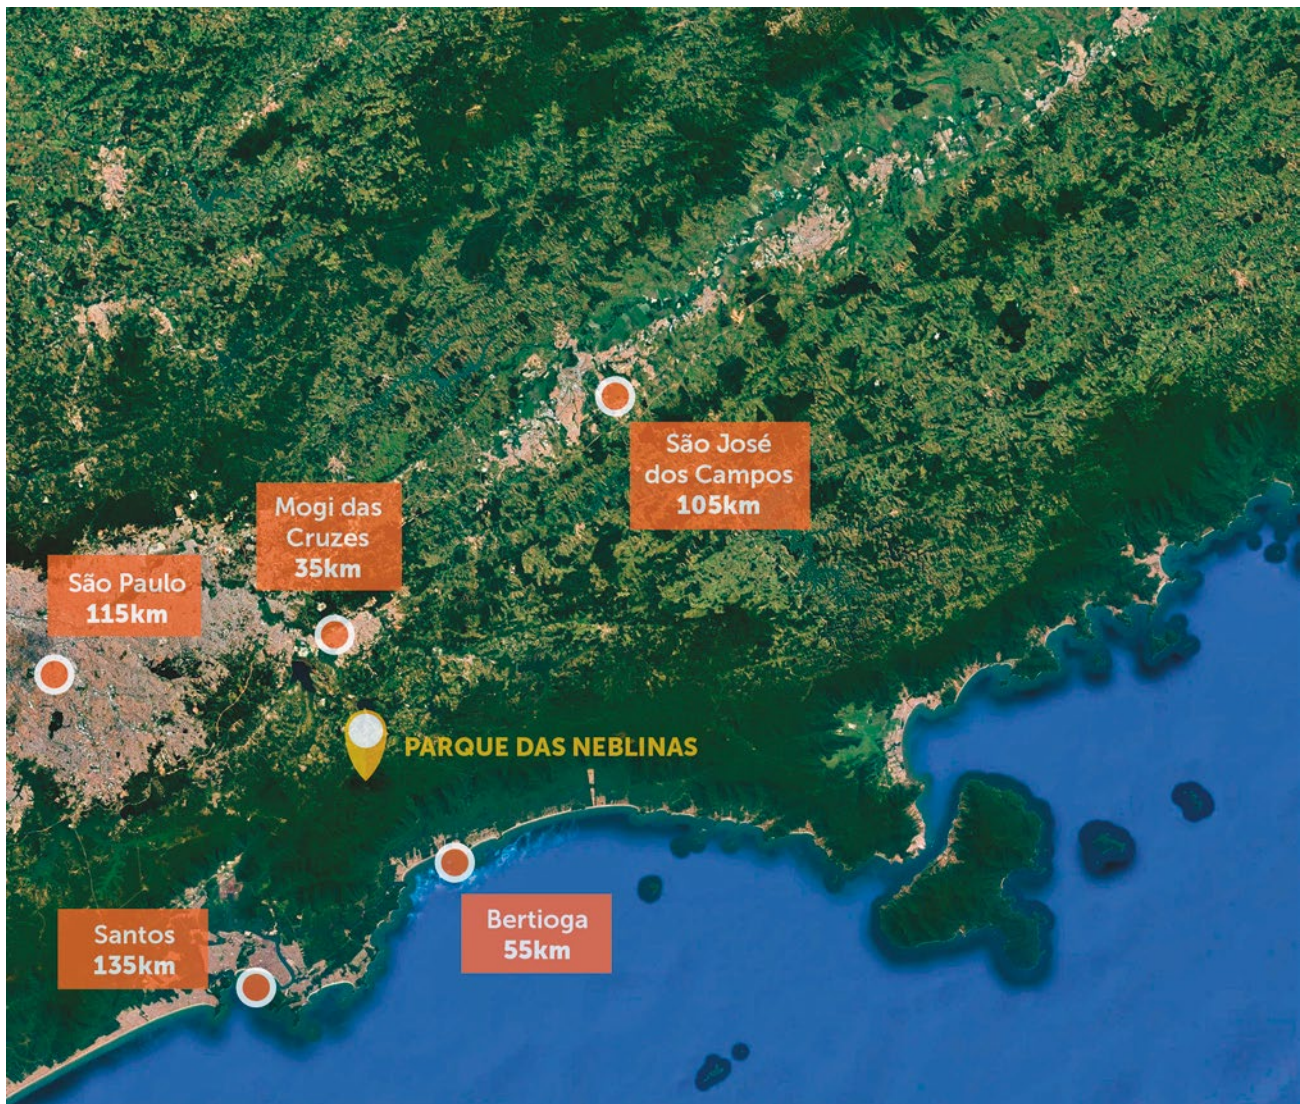 São José
dos Campos
105km
Mogi das
Cruzes
35km
São Paulo
115km
PARQUE DAS NEBLINAS
Bertioga
55km
Santos
135km